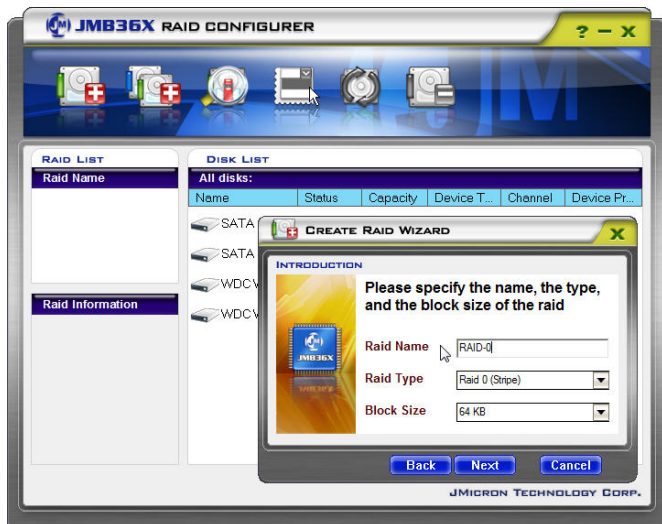 JMB36X RAID CONFIGURER
? – X
JM
RAID LIST
DISK LIST
Raid Name
All disks:
Name Status Capacity Device T... Channel Device Pr...
SATA
SATA
WDC
WDC
Raid Information
CREATE RAID WIZARD
X
INTRODUCTION
Please specify the name, the type,
and the block size of the raid
JMB36X
Raid Name RAID-0
Raid Type Raid 0 (Stripe)
Block Size 64 KB
Back Next Cancel
JMICRON TECHNOLOGY CORP.